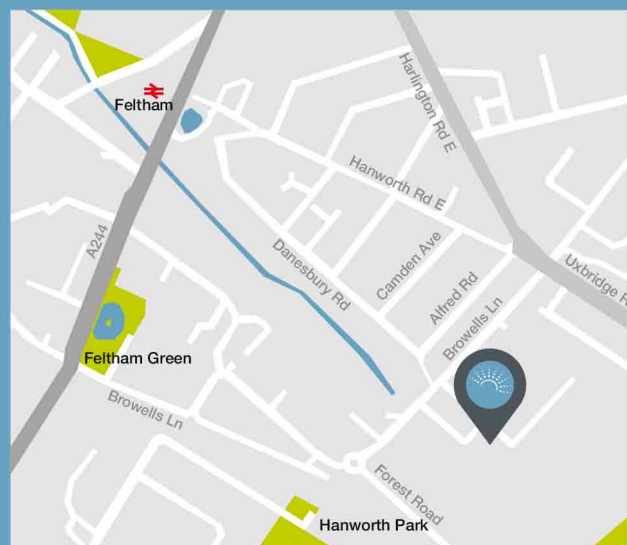 Feltham
Harlington Rd E
Hanworth Rd E
A244
Camden Ave
Danesbury Rd
Alfred Rd
Uxbridge R
Browells Ln
Feltham Green
Browells Ln
Forest Road
Hanworth Park